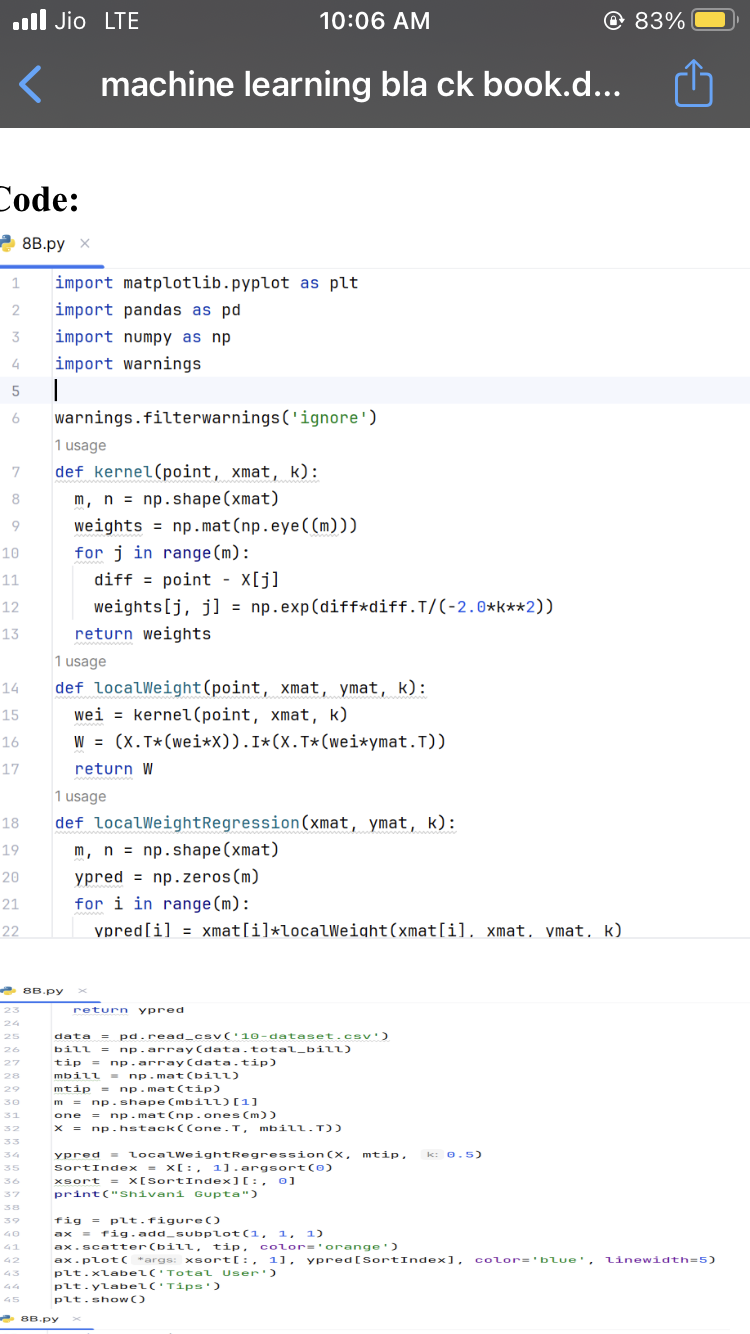 Jio LTE 10:06 AM 83%
machine learning bla ck book.d...
Code:
8B.py ×
1 import matplotlib.pyplot as plt
2 import pandas as pd
3 import numpy as np
4 import warnings
5
6 warnings.filterwarnings('ignore')
1 usage
7 def kernel(point, xmat, k):
8 m, n = np.shape(xmat)
9 weights = np.mat(np.eye((m)))
10 for j in range(m):
11 diff = point - X[j]
12 weights[j, j] = np.exp(diff*diff.T/(-2.0*k**2))
13 return weights
1 usage
14 def localWeight(point, xmat, ymat, k):
15 wei = kernel(point, xmat, k)
16 W = (X.T*(wei*X)).I*(X.T*(wei*ymat.T))
17 return W
1 usage
18 def localWeightRegression(xmat, ymat, k):
19 m, n = np.shape(xmat)
20 ypred = np.zeros(m)
21 for i in range(m):
22 ypred[i] = xmat[i]*localWeight(xmat[i], xmat, ymat, k)
8B.py ×
23 return ypred
24
25 data = pd.read_csv('10-dataset.csv')
26 bill = np.array(data.total_bill)
27 tip = np.array(data.tip)
28 mbill = np.mat(bill)
29 mtip = np.mat(tip)
30 m = np.shape(mbill)[1]
31 one = np.mat(np.ones(m))
32 X = np.hstack((one.T, mbill.T))
33
34 ypred = localWeightRegression(X, mtip, k: 0.5)
35 SortIndex = X[:, 1].argsort(0)
36 xsort = X[SortIndex][:, 0]
37 print("Shivani Gupta")
38
39 fig = plt.figure()
40 ax = fig.add_subplot(1, 1, 1)
41 ax.scatter(bill, tip, color='orange')
42 ax.plot( *args: xsort[:, 1], ypred[SortIndex], color='blue', linewidth=5)
43 plt.xlabel('Total User')
44 plt.ylabel('Tips')
45 plt.show()
8B.py ×